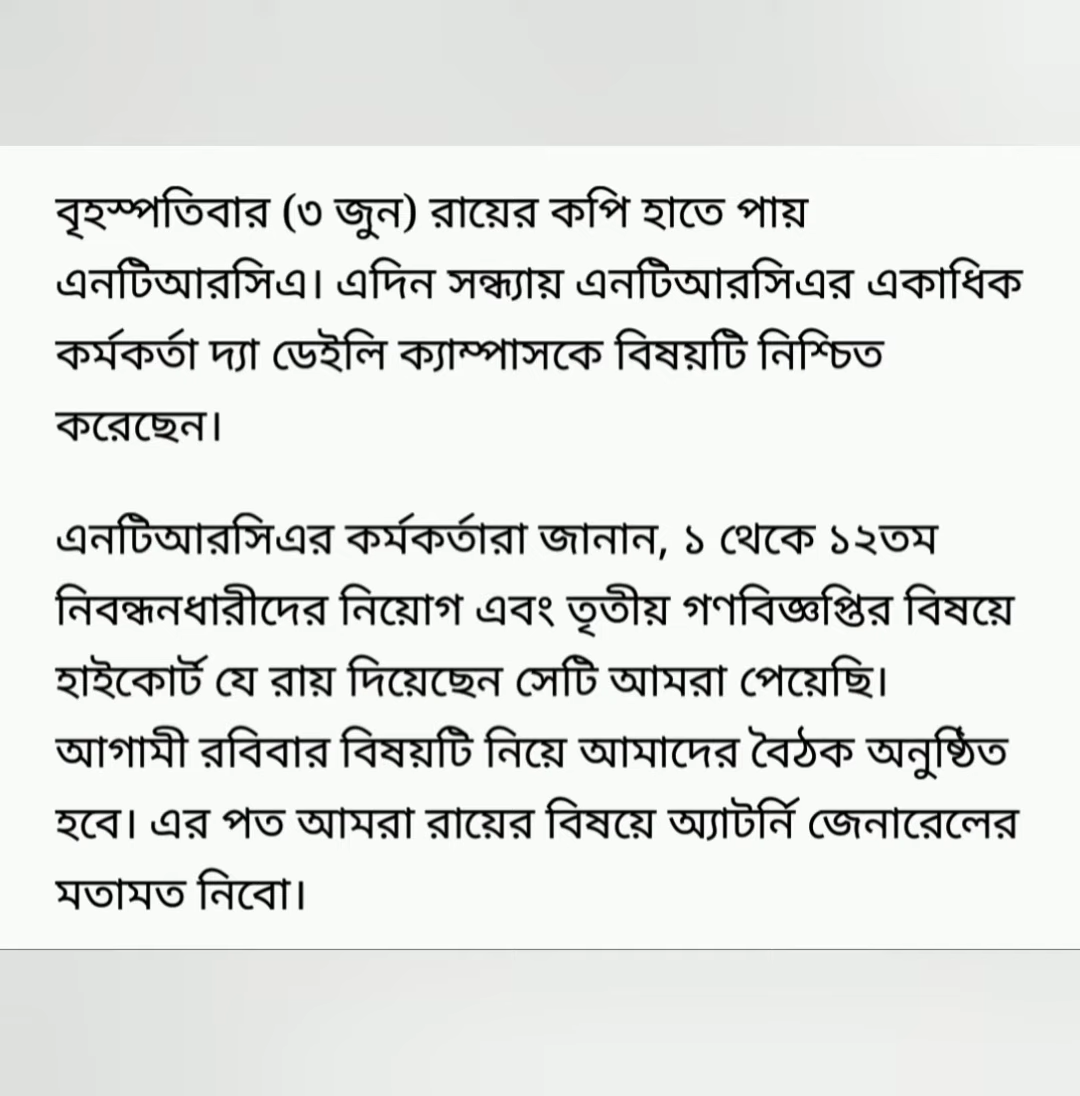 বৃহস্পতিবার (৩ জুন) রায়ের কপি হাতে পায়
এনটিআরসিএ। এদিন সন্ধ্যায় এনটিআরসিএর একাধিক
কর্মকর্তা দ্যা ডেইলি ক্যাম্পাসকে বিষয়টি নিশ্চিত
করেছেন।
এনটিআরসিএর কর্মকর্তারা জানান, ১ থেকে ১২তম
নিবন্ধনধারীদের নিয়োগ এবং তৃতীয় গণবিজ্ঞপ্তির বিষয়ে
হাইকোর্ট যে রায় দিয়েছেন সেটি আমরা পেয়েছি।
আগামী রবিবার বিষয়টি নিয়ে আমাদের বৈঠক অনুষ্ঠিত
হবে। এর পত আমরা রায়ের বিষয়ে অ্যাটর্নি জেনারেলের
মতামত নিবো।